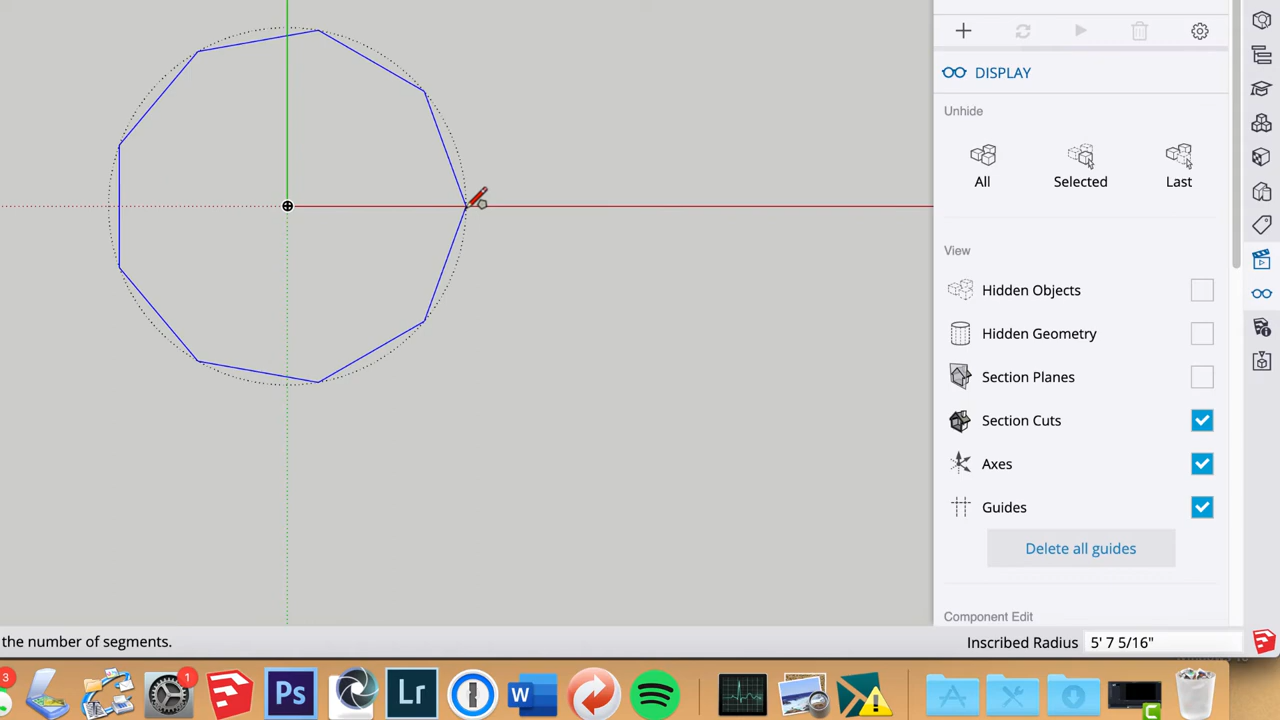 DISPLAY
Unhide
All
Selected
Last
View
Hidden Objects
Hidden Geometry
Section Planes
Section Cuts
Axes
Guides
Delete all guides
Component Edit
the number of segments.
Inscribed Radius
5' 7 5/16"
3
1
Ps
Lr
W
C